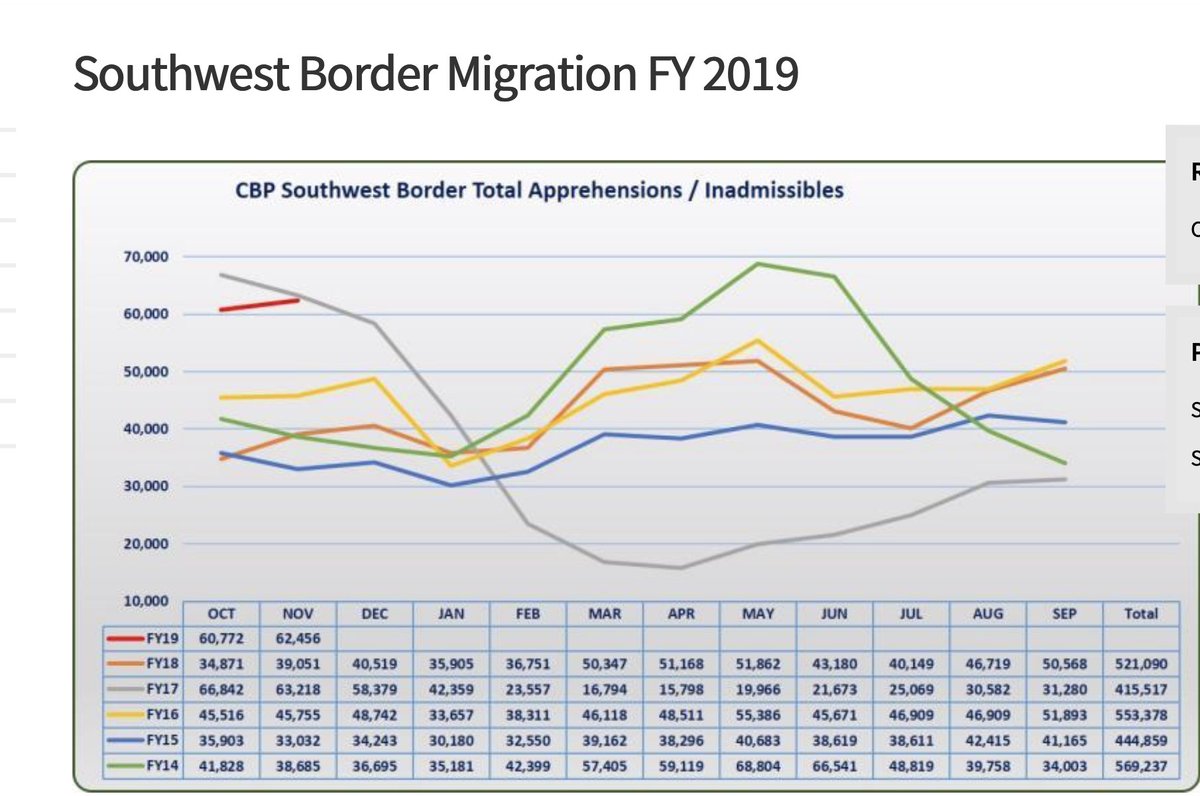 Southwest Border Migration FY 2019
CBP Southwest Border Total Apprehensions / Inadmissibles
70,000
60,000
50,000
40,000
30,000
20,000
10,000
OCT NOV DEC JAN FEB MAR APR MAY JUN JUL AUG SEP Total
FY19 60,772 62,456
FY18 34,871 39,051 40,519 35,905 36,751 50,347 51,168 51,862 43,180 40,149 46,719 50,568 521,090
FY17 66,842 63,218 58,379 42,359 23,557 16,794 15,798 19,966 21,673 25,069 30,582 31,280 415,517
FY16 45,516 45,755 48,742 33,657 38,311 46,118 48,511 55,386 45,671 46,909 46,909 51,893 553,378
FY15 35,903 33,032 34,243 30,180 32,550 39,162 38,296 40,683 38,619 38,611 42,415 41,165 444,859
FY14 41,828 38,685 36,695 35,181 42,399 57,405 59,119 68,804 66,541 48,819 39,758 34,003 569,237